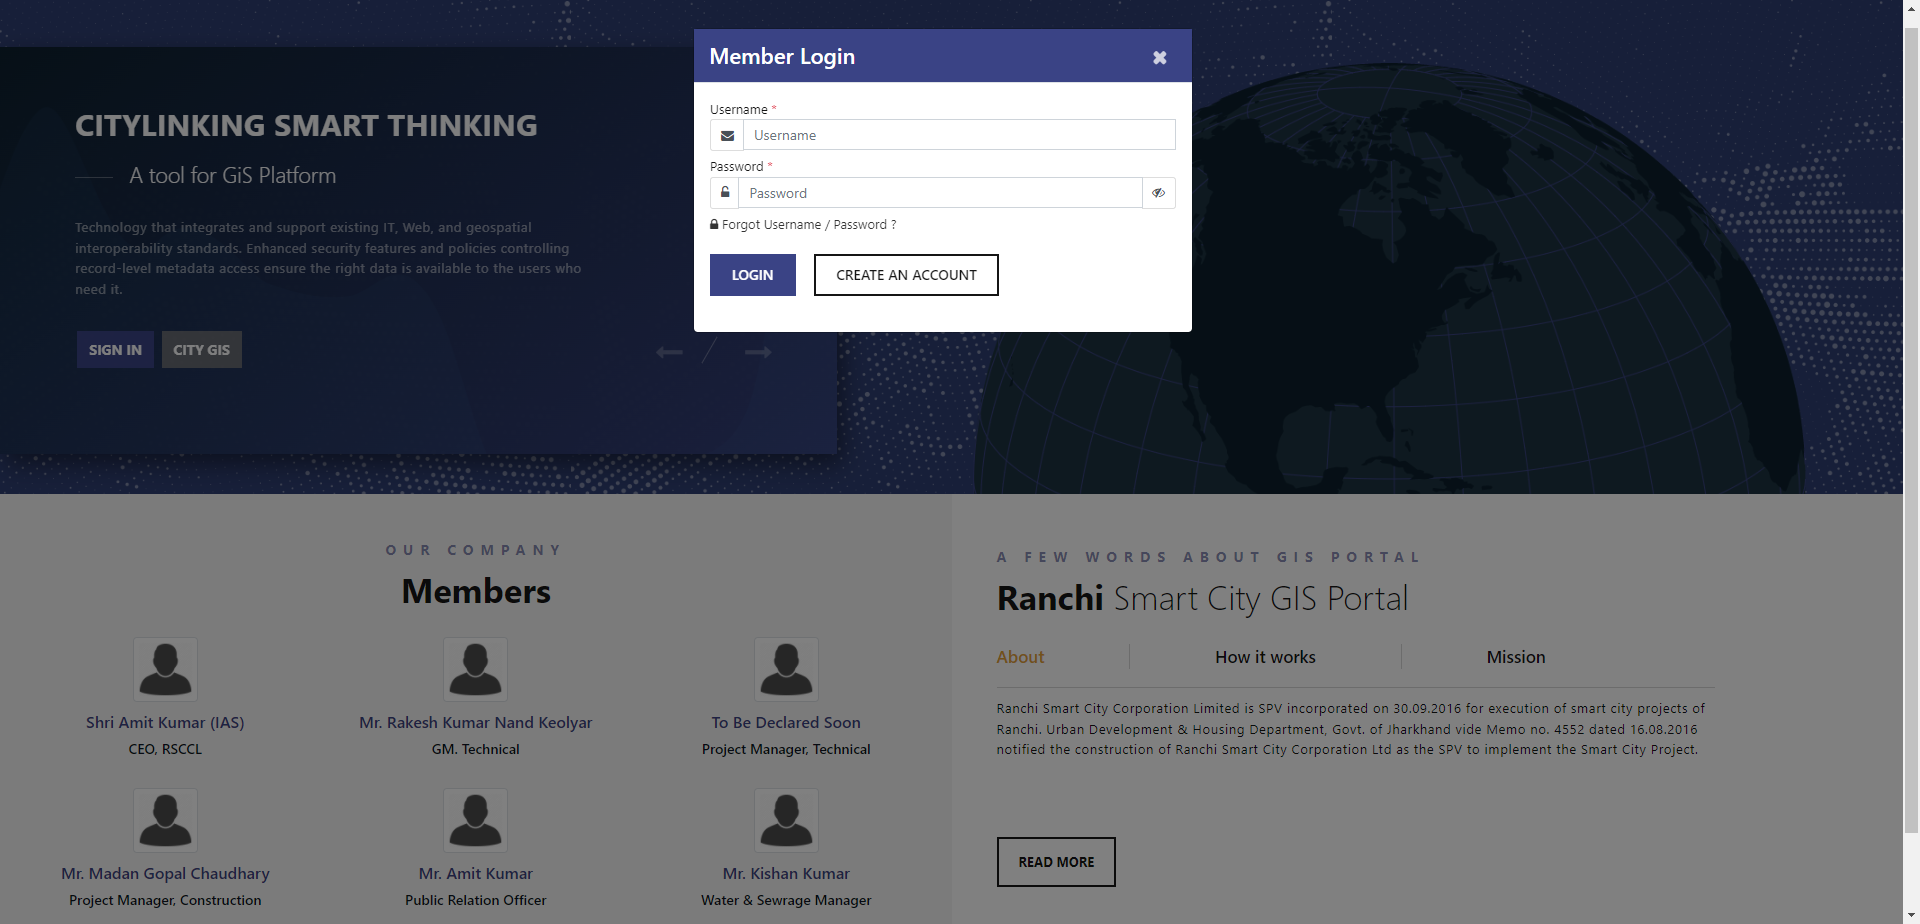 Member Login
Username *
Username
Password *
Password
Forgot Username / Password ?
LOGIN
CREATE AN ACCOUNT
CITYLINKING SMART THINKING
A tool for GiS Platform
Technology that integrates and support existing IT, Web, and geospatial
interoperability standards. Enhanced security features and policies controlling
record-level metadata access ensure the right data is available to the users who
need it.
SIGN IN
CITY GIS
OUR COMPANY
Members
Shri Amit Kumar (IAS)
CEO, RSCCL
Mr. Rakesh Kumar Nand Keolyar
GM. Technical
To Be Declared Soon
Project Manager, Technical
Mr. Madan Gopal Chaudhary
Project Manager, Construction
Mr. Amit Kumar
Public Relation Officer
Mr. Kishan Kumar
Water & Sewrage Manager
A FEW WORDS ABOUT GIS PORTAL
Ranchi Smart City GIS Portal
About
How it works
Mission
Ranchi Smart City Corporation Limited is SPV incorporated on 30.09.2016 for execution of smart city projects of
Ranchi. Urban Development & Housing Department, Govt. of Jharkhand vide Memo no. 4552 dated 16.08.2016
notified the construction of Ranchi Smart City Corporation Ltd as the SPV to implement the Smart City Project.
READ MORE